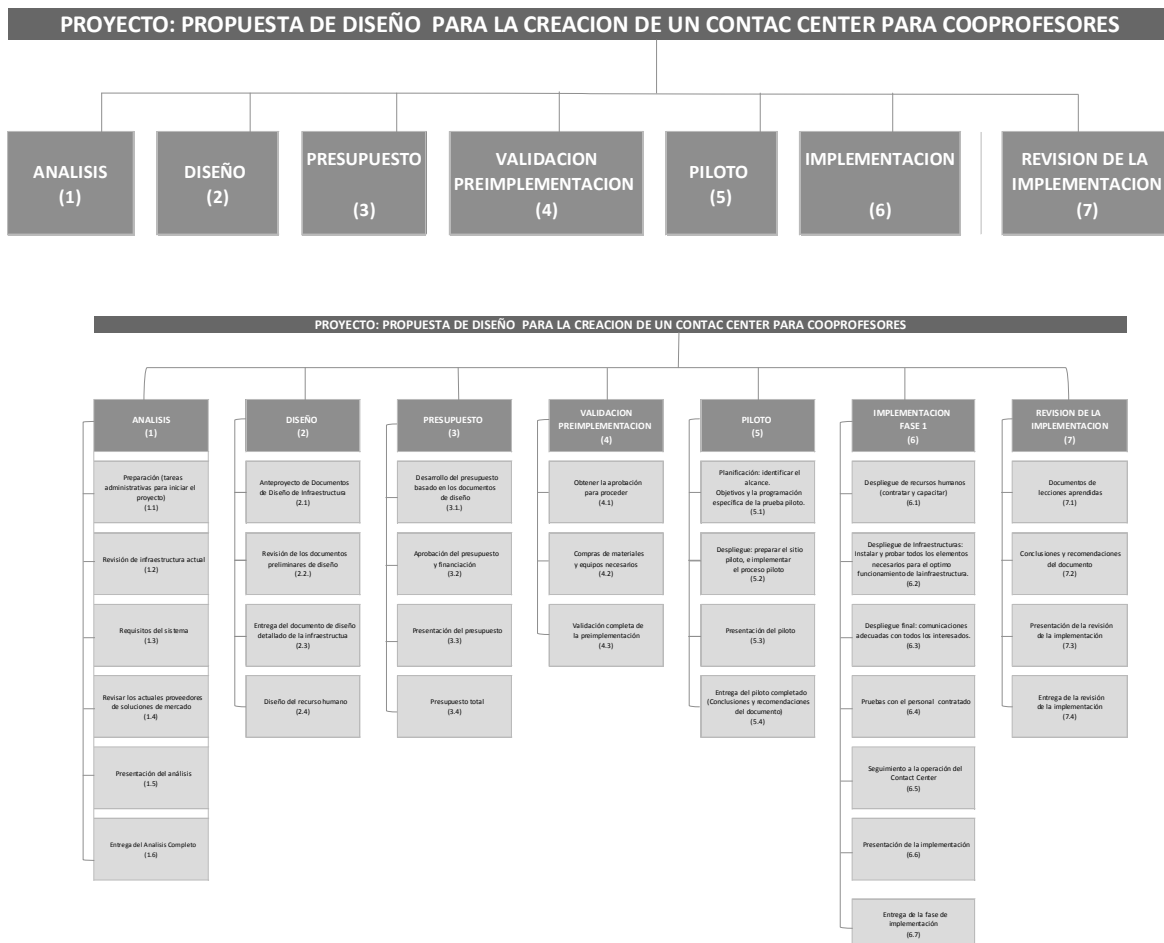 PROYECTO: PROPUESTA DE DISEÑO PARA LA CREACION DE UN CONTAC CENTER PARA COOPROFESORES
ANALISIS
(1)
DISEÑO
(2)
PRESUPUESTO
(3)
VALIDACION
PREIMPLEMENTACION
(4)
PILOTO
(5)
IMPLEMENTACION
(6)
REVISION DE LA
IMPLEMENTACION
(7)
PROYECTO: PROPUESTA DE DISEÑO PARA LA CREACION DE UN CONTAC CENTER PARA COOPROFESORES
ANALISIS
(1)
Preparación (tareas
administrativas para iniciar el
proyecto)
(1.1)
Revisión de infraestructura actual
(1.2)
Requisítos del sistema
(1.3)
Revisar los actuales proveedores
de soluciones de mercado
(1.4)
Presentación del análisis
(1.5)
Entrega del Analisis Completo
(1.6)
DISEÑO
(2)
Anteproyecto de Documentos
de Diseño de Infraestructura
(2.1)
Revisión de los documentos
preliminares de diseño
(2.2.)
Entrega del documento de diseño
detallado de la infraestructua
(2.3)
Diseño del recurso humano
(2.4)
PRESUPUESTO
(3)
Desarrollo del presupuesto
basado en los documentos
de diseño
(3.1.)
Aprobación del presupuesto
y financiación
(3.2)
Presentación del presupuesto
(3.3)
Presupuesto total
(3.4)
VALIDACION
PREIMPLEMENTACION
(4)
Obtener la aprobación
para proceder
(4.1)
Compras de materiales
y equipos necesarios
(4.2)
Validación completa de
la preimplementación
(4.3)
PILOTO
(5)
Planificación: identificar el
alcance.
Objetivos y la programación
específica de la prueba piloto.
(5.1)
Despliegue: preparar el sitio
piloto, e implementar
el proceso piloto
(5.2)
Presentación del piloto
(5.3)
Entrega del piloto completado
(Conclusiones y recomendaciones
del documento)
(5.4)
IMPLEMENTACION
FASE 1
(6)
Despliegue de recursos humanos
(contratar y capacitar)
(6.1)
Despliegue de Infraestructuras:
Instalar y probar todos los elementos
necesarios para el optimo
funcionamiento de lainfraestructura.
(6.2)
Despliegue final: comunicaciones
adecuadas con todos los interesados.
(6.3)
Pruebas con el personal contratado
(6.4)
Seguimiento a la operación del
Contact Center
(6.5)
Presentación de la implementación
(6.6)
Entrega de la fase de
implementación
(6.7)
REVISION DE LA
IMPLEMENTACION
(7)
Documentos de
lecciones aprendidas
(7.1)
Conclusiones y recomendaciones
del documento
(7.2)
Presentación de la revisión
de la implementación
(7.3)
Entrega de la revisión
de la implementación
(7.4)